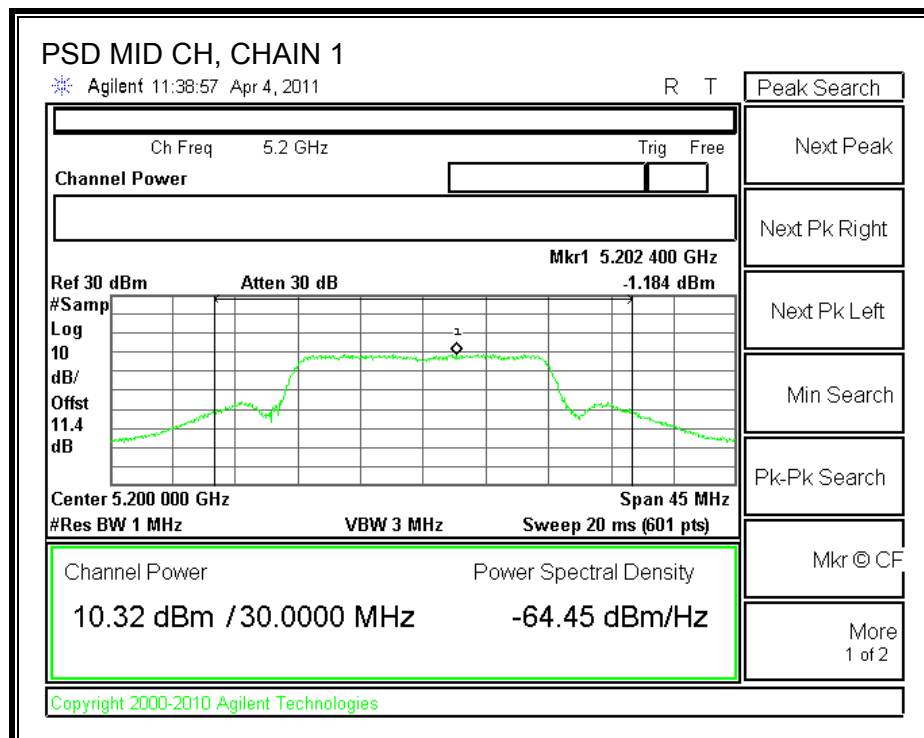 PSD MID CH, CHAIN 1
Agilent 11:38:57 Apr 4, 2011 R T
Peak Search
Ch Freq 5.2 GHz Trig Free
Next Peak
Channel Power
Next Pk Right
Mkr1 5.202 400 GHz
Ref 30 dBm Atten 30 dB -1.184 dBm
#Samp
Log
10
dB/
Offst
11.4
dB
1
Next Pk Left
Min Search
Pk-Pk Search
Center 5.200 000 GHz Span 45 MHz
#Res BW 1 MHz VBW 3 MHz Sweep 20 ms (601 pts)
Mkr © CF
Channel Power Power Spectral Density
10.32 dBm / 30.0000 MHz -64.45 dBm/Hz
More
1 of 2
Copyright 2000-2010 Agilent Technologies